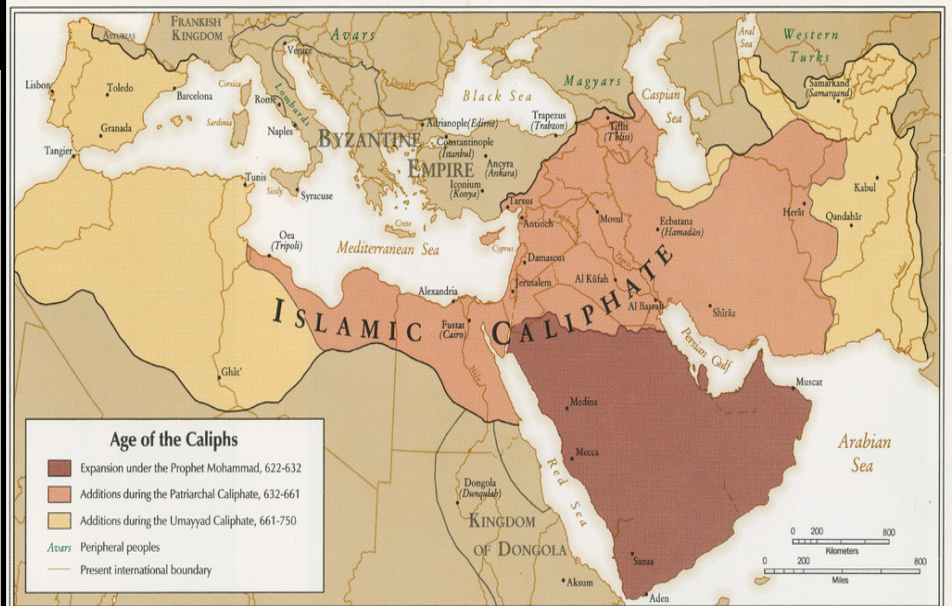 FRANKISH
KINGDOM
ASTURIAS
Avars
Venice
Western
Turks
Aral
Sea
Lisbon
Toledo
Barcelona
Corsica
Rome
Lombards
Danube
Black Sea
Magyars
Caspian
Sea
Samarkand
(Samarqand)
Granada
Sardinia
Naples
Adrianople (Edirne)
Trapezus
(Trabzon)
Tiflis
(T'bilisi)
BYZANTINE
EMPIRE
Constantinople
(Istanbul)
Ancyra
(Ankara)
Iconium
(Konya)
Tangier
Tunis
Sicily
Syracuse
Tarsus
Antioch
Euphrates
Mosul
Ecbatana
(Hamadān)
Herāt
Kabul
Qandahār
Oea
(Tripoli)
Crete
Mediterranean Sea
Cyprus
Damascus
Tigris
Al Kūfah
Jerusalem
Al Basrah
Shīrāz
Indus
Alexandria
Fustat
(Cairo)
ISLAMIC CALIPHATE
Nile
Persian Gulf
Ghāt
Muscat
Medina
Mecca
Arabian
Sea
Red Sea
Dongola
(Dunqulah)
KINGDOM
OF DONGOLA
Aksum
Sanaa
Aden
Age of the Caliphs
Expansion under the Prophet Mohammad, 622-632
Additions during the Patriarchal Caliphate, 632-661
Additions during the Umayyad Caliphate, 661-750
Avars Peripheral peoples
Present international boundary
0 200 800
Kilometers
0 200 800
Miles